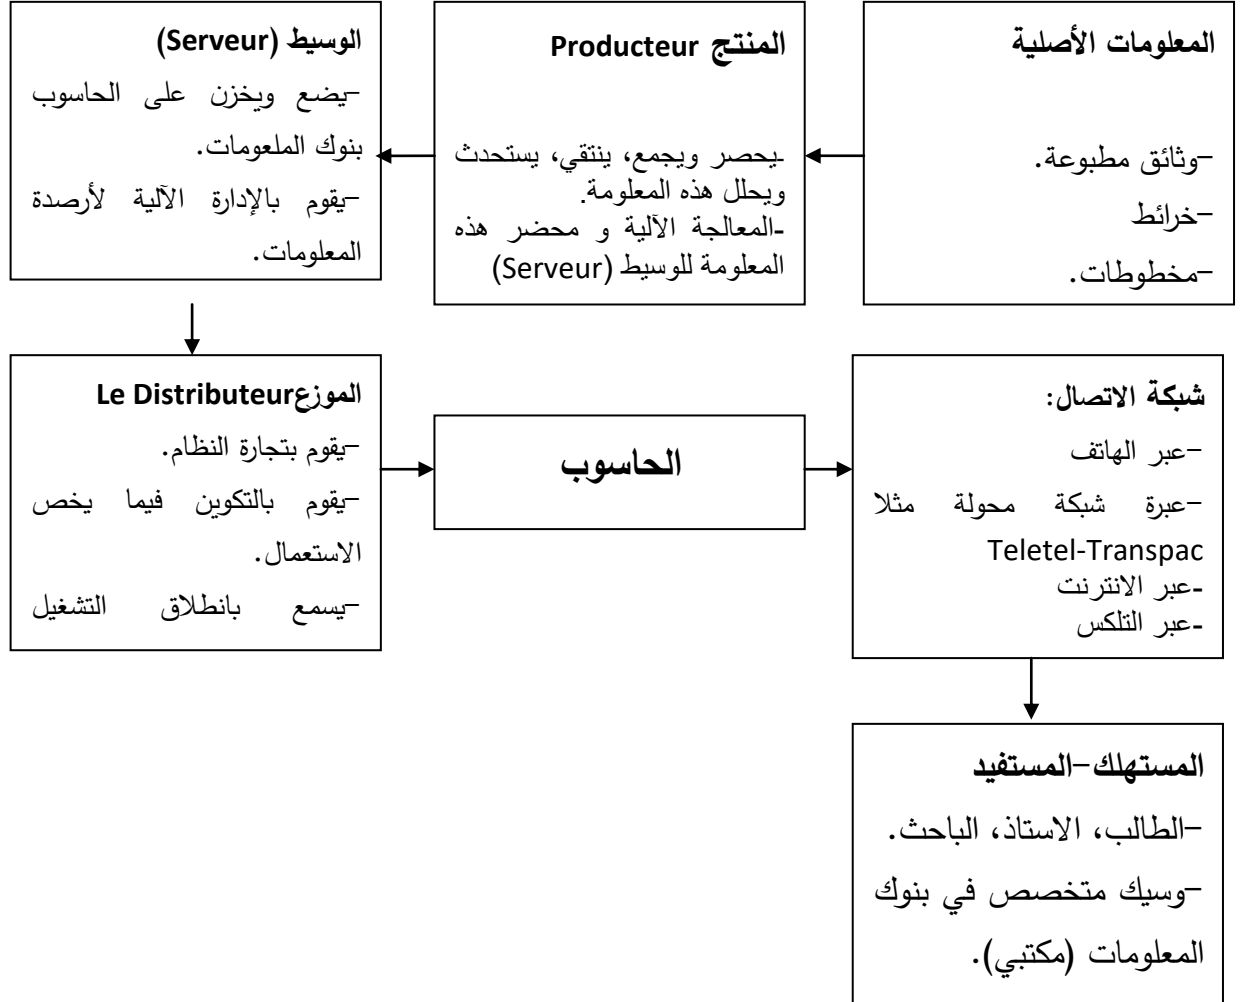 المعلومات الأصلية
–وثائق مطبوعة.
–خرائط
–مخطوطات.
المنتج Producteur
-يحصر ويجمع، ينتقي، يستحدث
ويحلل هذه المعلومة.
-المعالجة الآلية و محضر هذه
المعلومة للوسيط (Serveur)
الوسيط (Serveur)
–يضع ويخزن على الحاسوب
بنوك الملعومات.
–يقوم بالإدارة الآلية لأرصدة
المعلومات.
الموزعLe Distributeur
–يقوم بتجارة النظام.
–يقوم بالتكوين فيما يخص
الاستعمال.
–يسمع بانطلاق التشغيل
الحاسوب
شبكة الاتصال:
–عبر الهاتف
–عبرة شبكة محولة مثلا
Teletel-Transpac
-عبر الانترنت
-عبر التلكس
المستهلك–المستفيد
–الطالب، الاستاذ، الباحث.
–وسيك متخصص في بنوك
المعلومات (مكتبي).